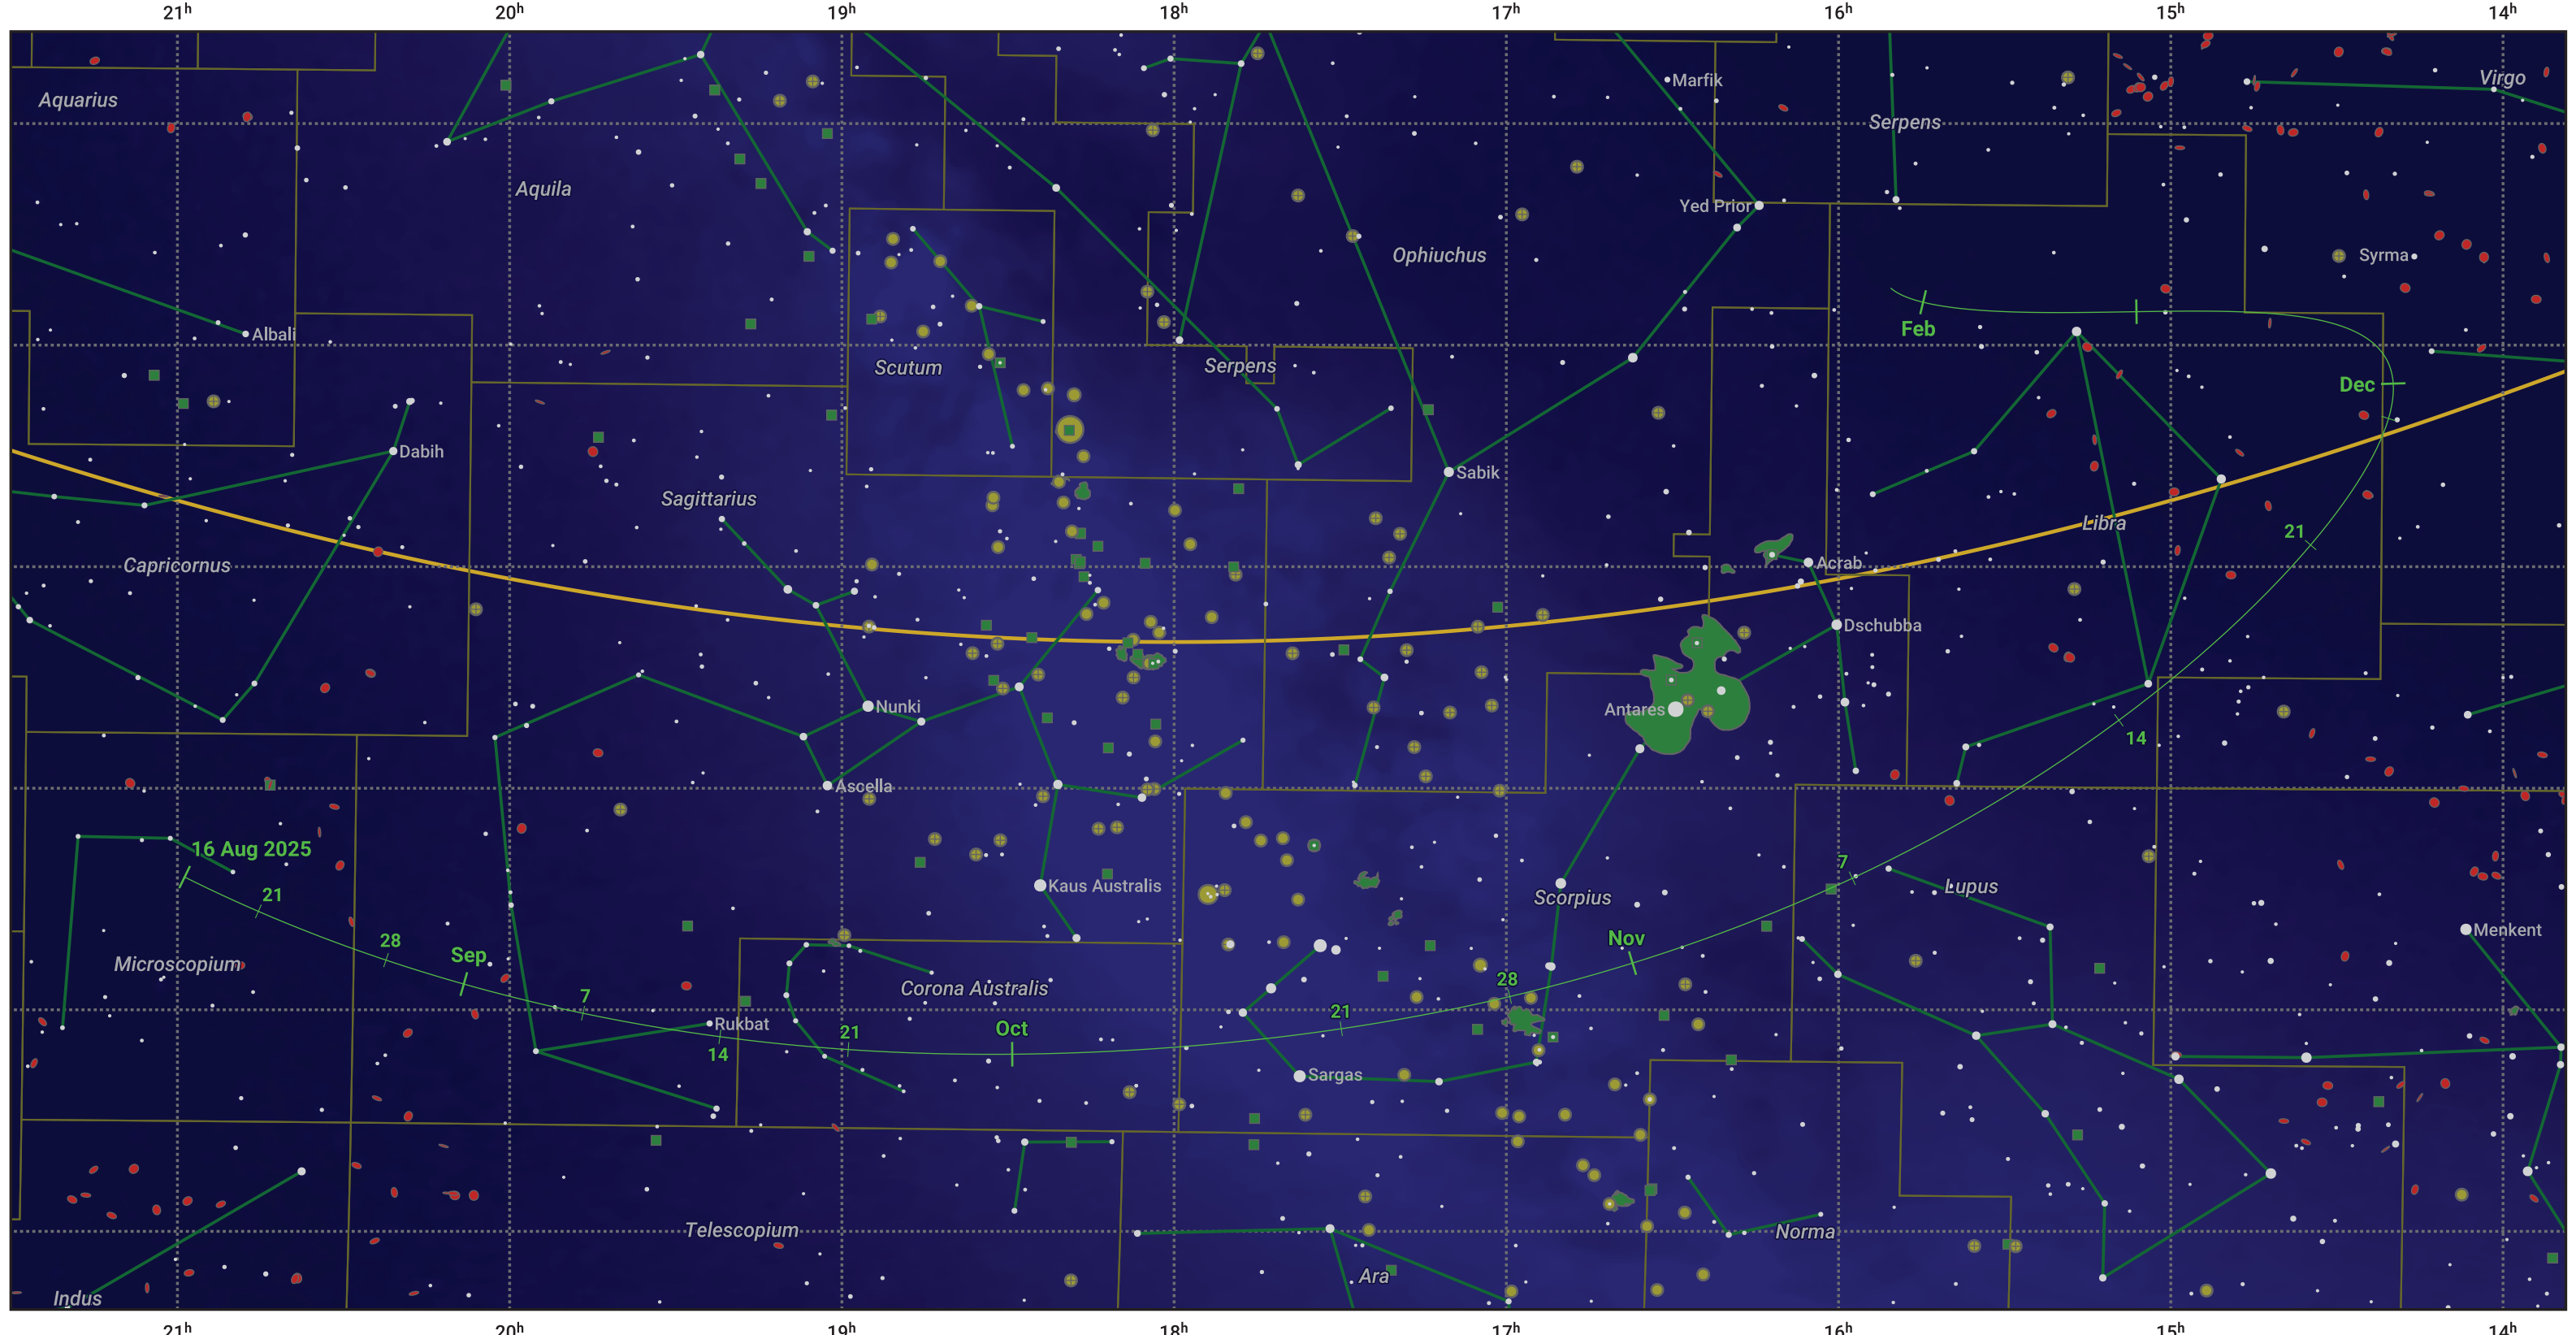 21h 20h 19h 18h 17h 16h 15h 14h
Marfik
Virgo
Aquarius
Serpens
Aquila
Yed Prior
Ophiuchus
Syrma
Albali
Feb
Scutum
Serpens
Dec
Dabih
Sabik
Sagittarius
Libra
21
Capricornus
Acrab
Dschubba
Nunki
Antares
14
Ascella
16 Aug 2025
7
21
Kaus Australis
Scorpius
Lupus
28
Nov
Menkent
Sep
Microscopium
28
7
Corona Australis
21
Rukbat
21
Oct
14
Sargas
Telescopium
Norma
Ara
Indus
21h 20h 19h 18h 17h 16h 15h 14h